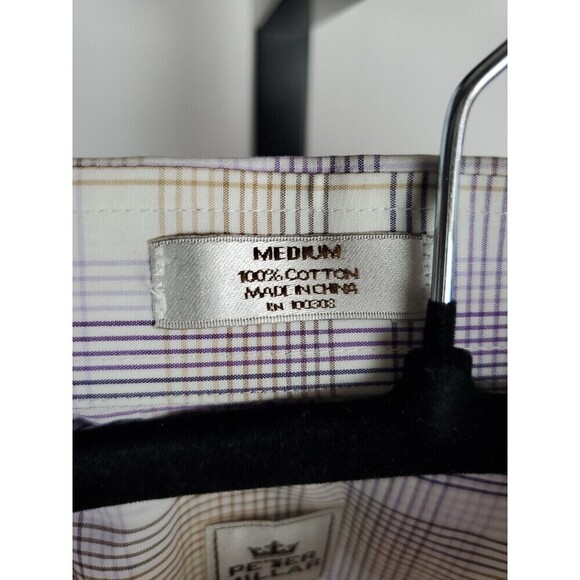 MEDIUM
100% COTTON
MADE IN CHINA
RN 100303
PETER
MILLAR